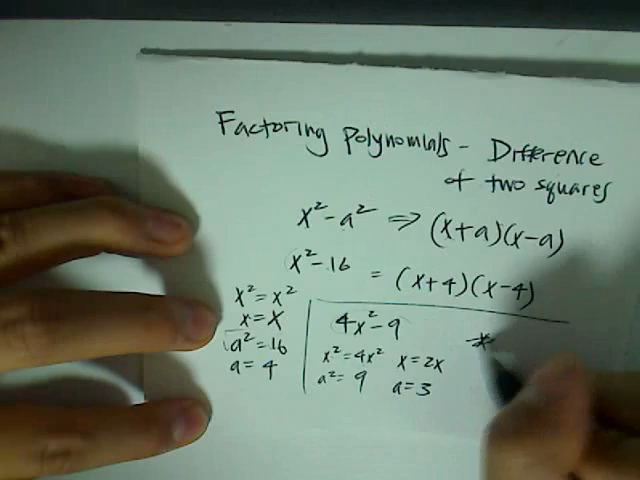 Factoring Polynomials - Difference
of two squares
x² - a² ⇒ (x+a)(x-a)
x² - 16 = (x+4)(x-4)
x² = x²
x = x
a² = 16
a = 4
4x² - 9
x² = 4x² x = 2x
a² = 9 a = 3